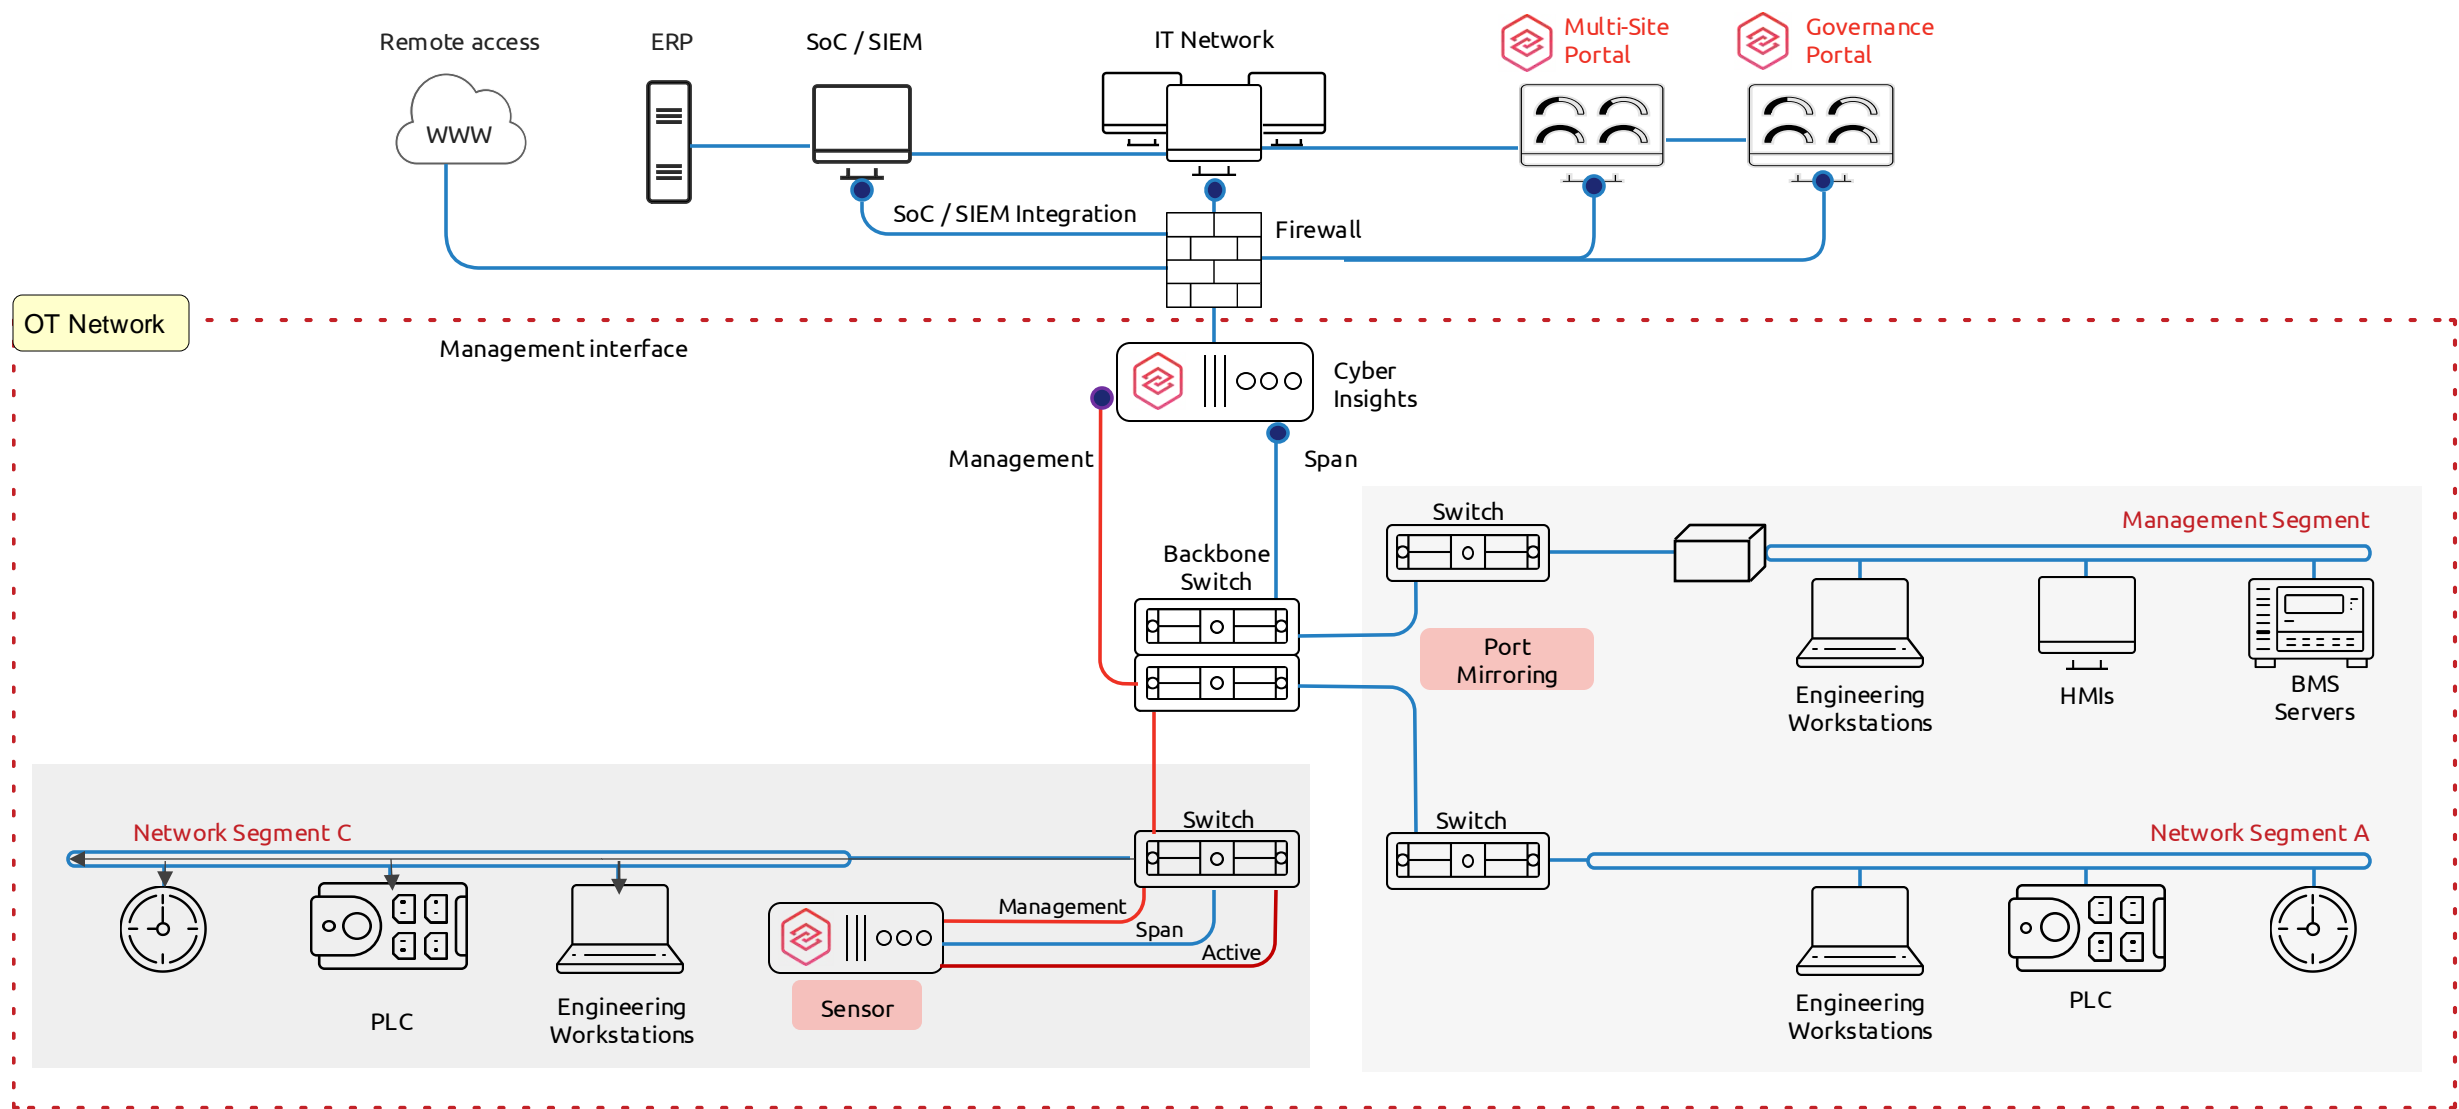 Remote access
ERP
SoC / SIEM
IT Network
Multi-Site
Portal
Governance
Portal
WWW
SoC / SIEM Integration
Firewall
OT Network
Management interface
Cyber
Insights
Management
Span
Backbone
Switch
Switch
Management Segment
Port
Mirroring
Engineering
Workstations
HMIs
BMS
Servers
Network Segment C
Switch
Switch
Network Segment A
Management
Span
Active
Sensor
PLC
Engineering
Workstations
Engineering
Workstations
PLC